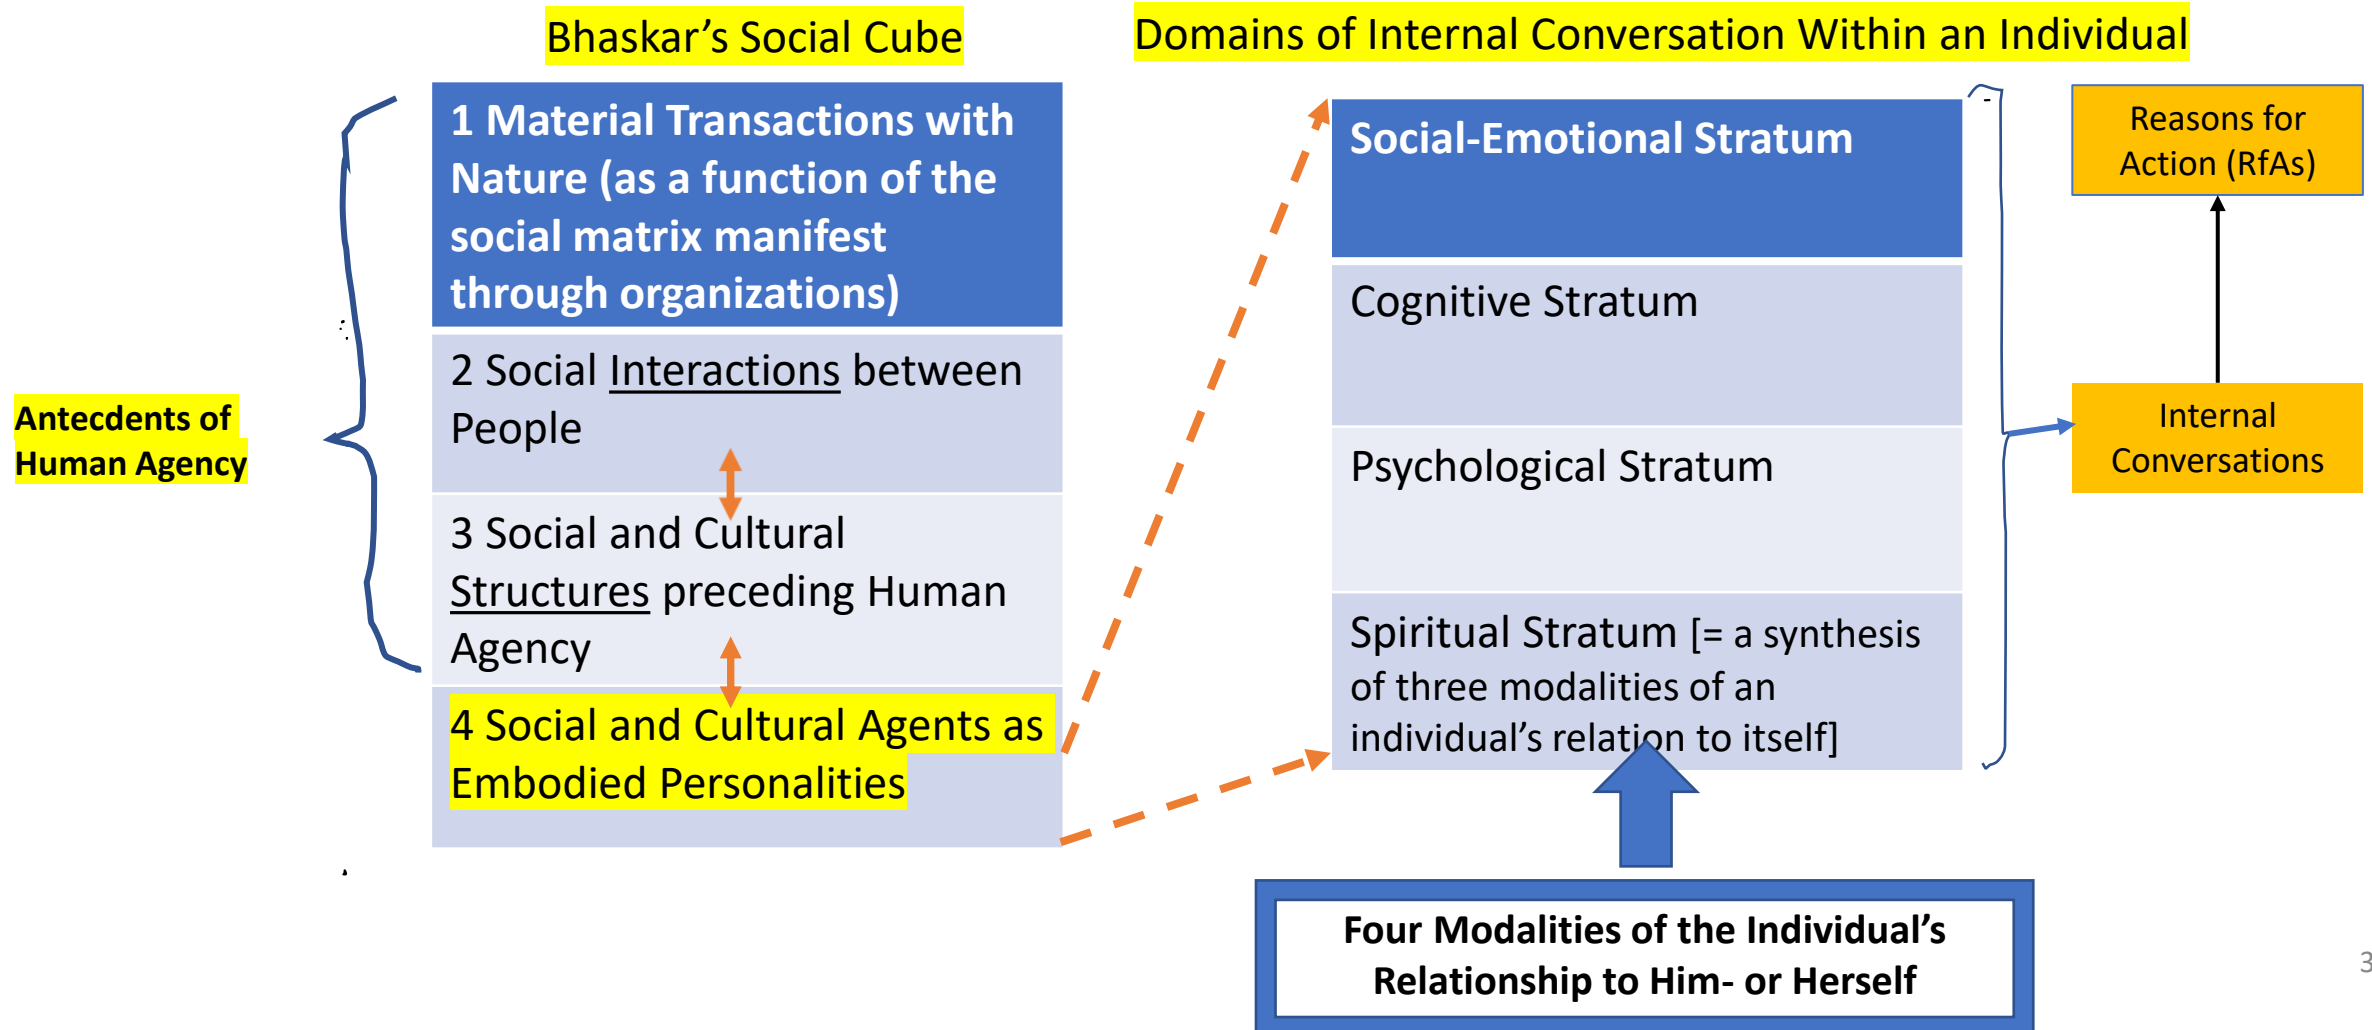 Bhaskar’s Social Cube
Domains of Internal Conversation Within an Individual
Antecdents of
Human Agency
1 Material Transactions with
Nature (as a function of the
social matrix manifest
through organizations)
2 Social Interactions between
People
3 Social and Cultural
Structures preceding Human
Agency
4 Social and Cultural Agents as
Embodied Personalities
Social-Emotional Stratum
Cognitive Stratum
Psychological Stratum
Spiritual Stratum [= a synthesis
of three modalities of an
individual’s relation to itself]
Reasons for
Action (RfAs)
Internal
Conversations
Four Modalities of the Individual’s
Relationship to Him- or Herself
3